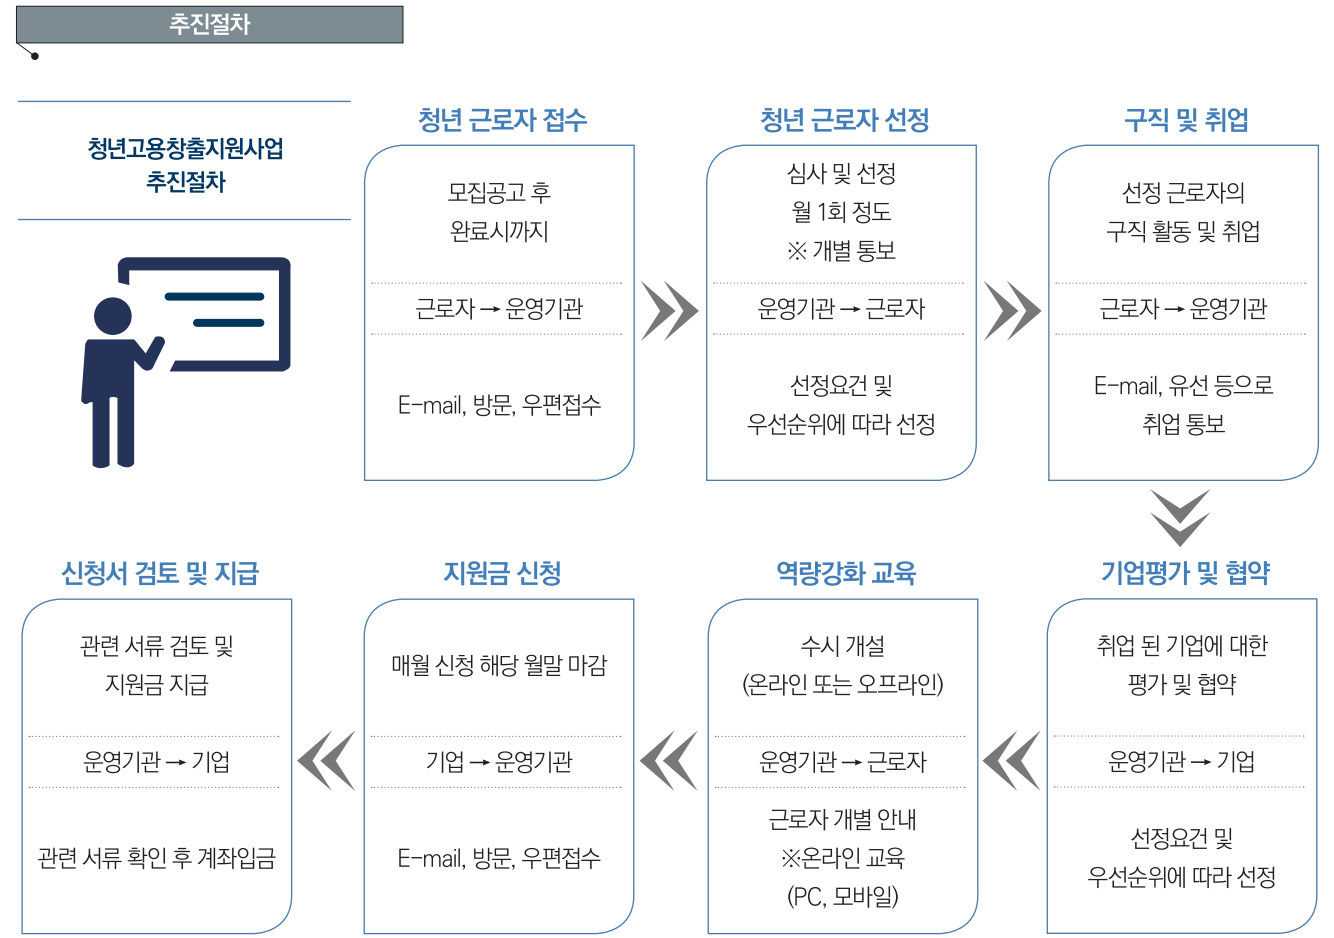 추진절차
청년고용창출지원사업
추진절차
청년 근로자 접수
모집공고 후
완료시까지
근로자 → 운영기관
E-mail, 방문, 우편접수
청년 근로자 선정
심사 및 선정
월 1회 정도
※ 개별 통보
운영기관 → 근로자
선정요건 및
우선순위에 따라 선정
구직 및 취업
선정 근로자의
구직 활동 및 취업
근로자 → 운영기관
E-mail, 유선 등으로
취업 통보
기업평가 및 협약
취업 된 기업에 대한
평가 및 협약
운영기관 → 기업
선정요건 및
우선순위에 따라 선정
역량강화 교육
수시 개설
(온라인 또는 오프라인)
운영기관 → 근로자
근로자 개별 안내
※온라인 교육
(PC, 모바일)
지원금 신청
매월 신청 해당 월말 마감
기업 → 운영기관
E-mail, 방문, 우편접수
신청서 검토 및 지급
관련 서류 검토 및
지원금 지급
운영기관 → 기업
관련 서류 확인 후 계좌입금